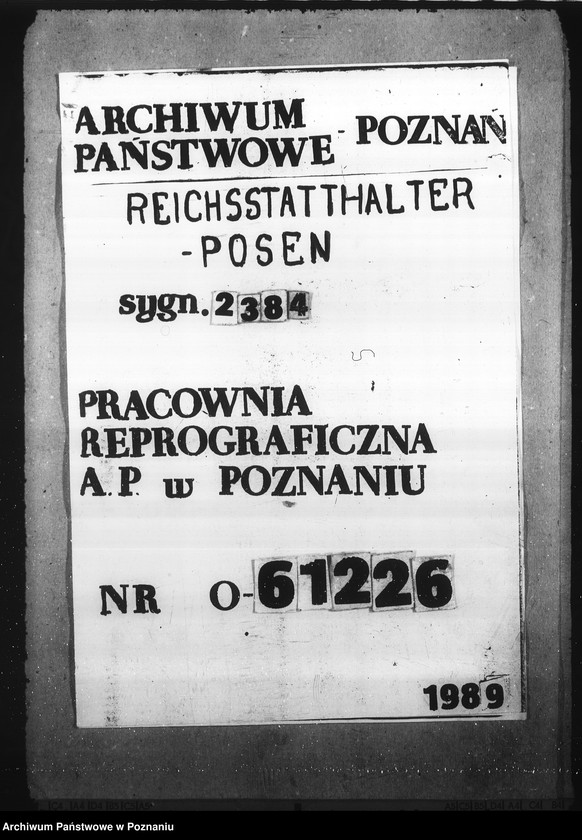 ARCHIWUM
PAŃSTWOWE - POZNAŃ
REICHSSTATTHALTER
-POSEN
sygn. 2384
PRACOWNIA
REPROGRAFICZNA
A.P. w POZNANIU
NR O-61226
1989
Archiwum Państwowe w Poznaniu